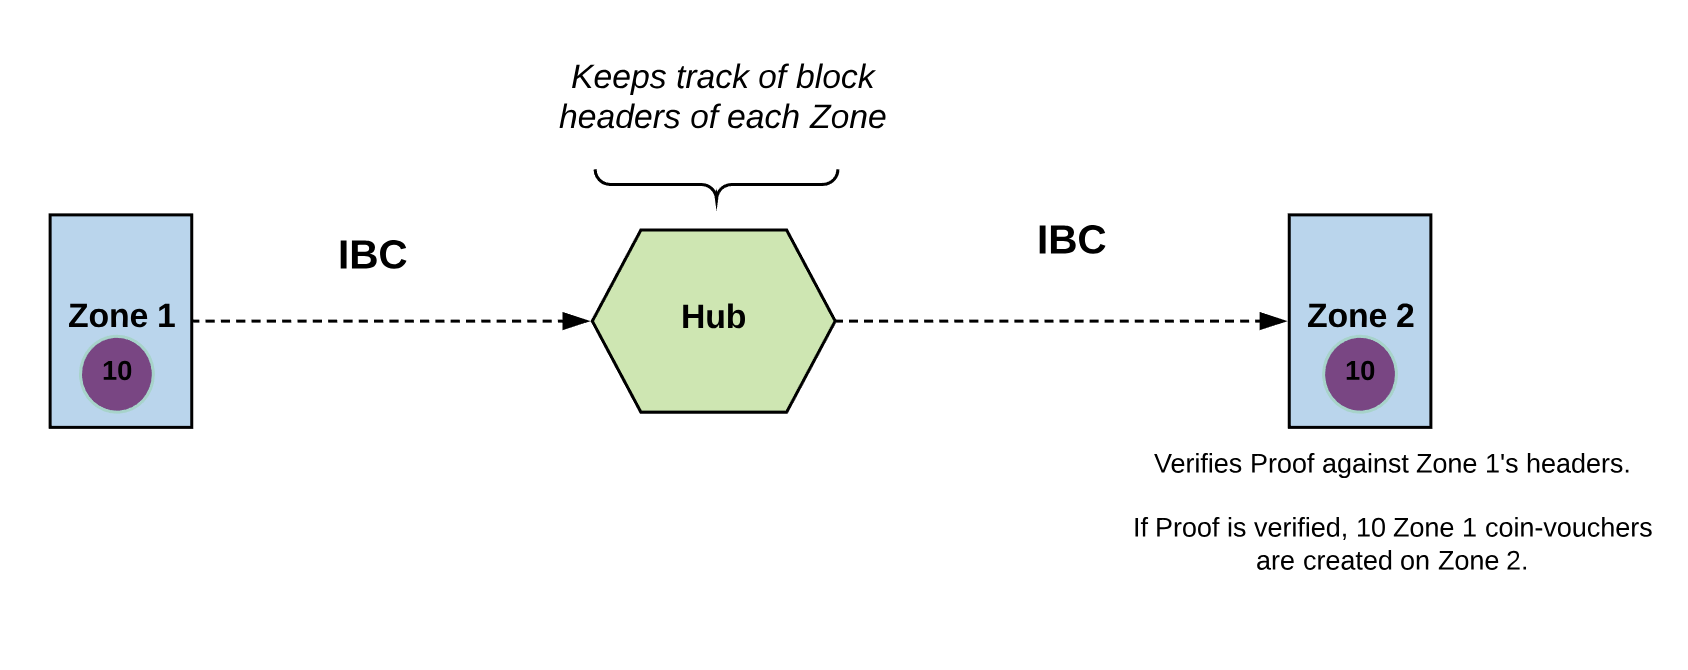 Keeps track of block
headers of each Zone
IBC
IBC
Zone 1
10
Hub
Zone 2
10
Verifies Proof against Zone 1's headers.
If Proof is verified, 10 Zone 1 coin-vouchers
are created on Zone 2.